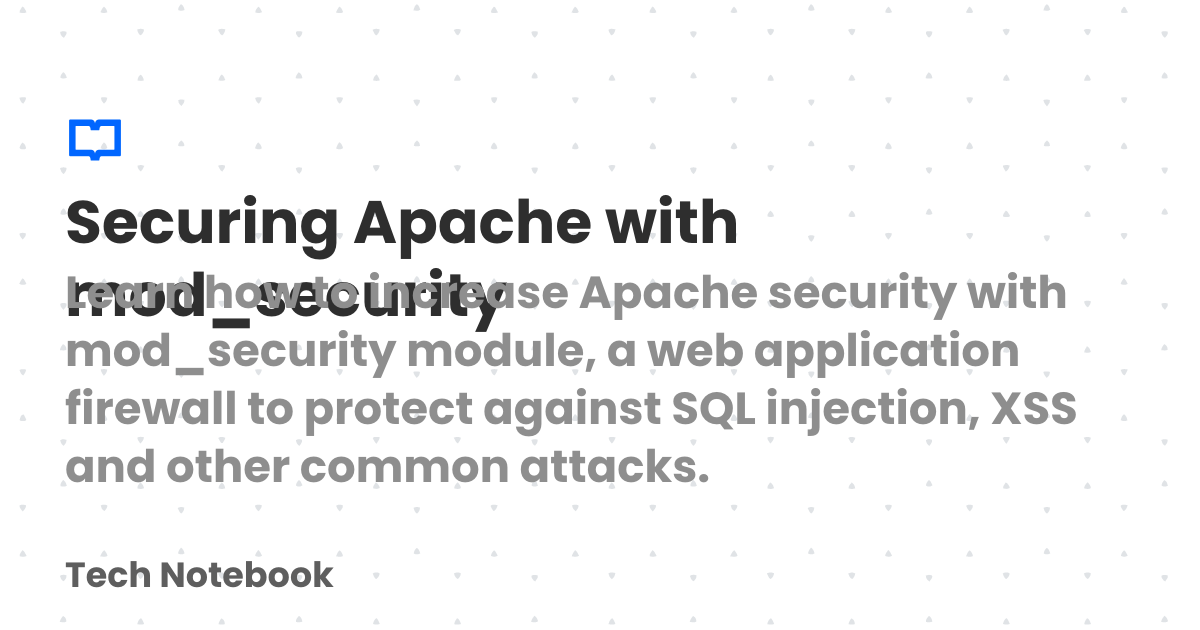 Securing Apache with
mod_security
Learn how to increase Apache security with
mod_security module, a web application
firewall to protect against SQL injection, XSS
and other common attacks.
Tech Notebook